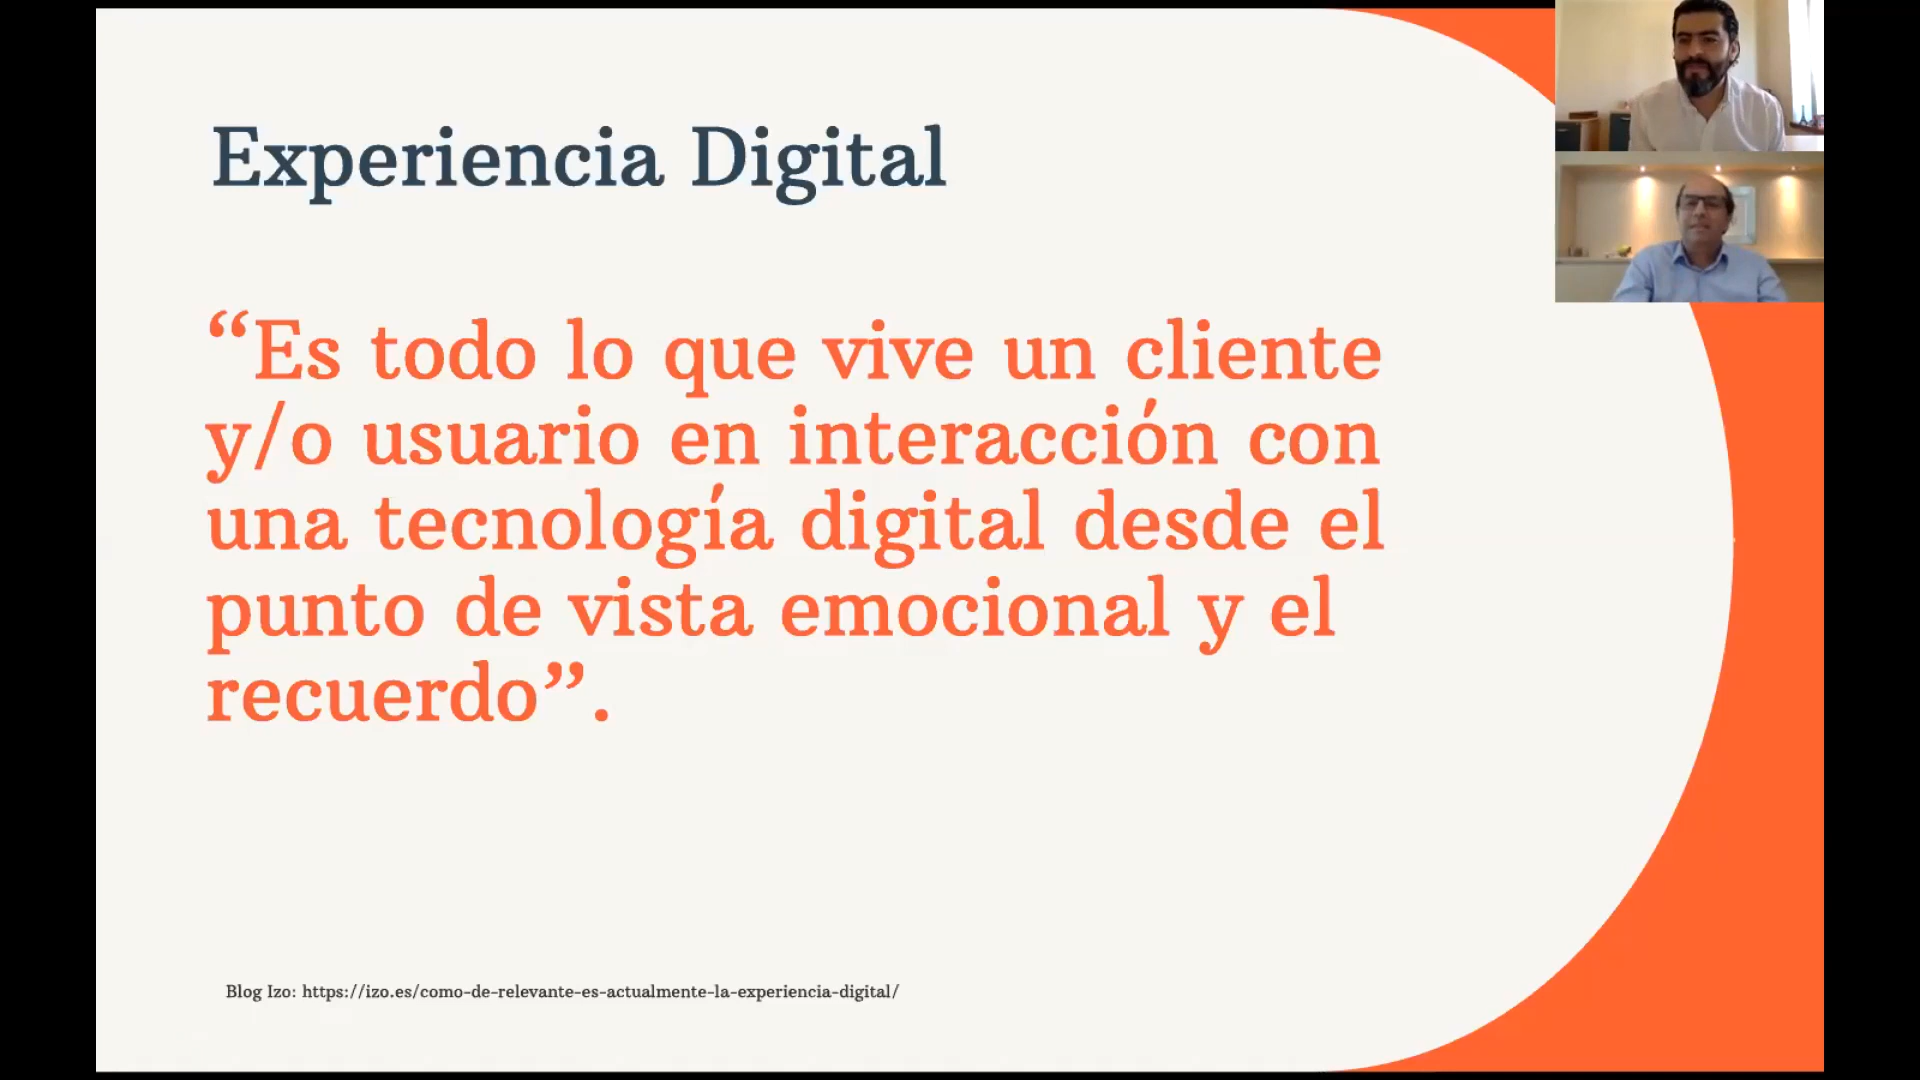 Experiencia Digital
“Es todo lo que vive un cliente
y/o usuario en interacción con
una tecnología digital desde el
punto de vista emocional y el
recuerdo”.
Blog Izo: https://izo.es/como-de-relevante-es-actualmente-la-experiencia-digital/